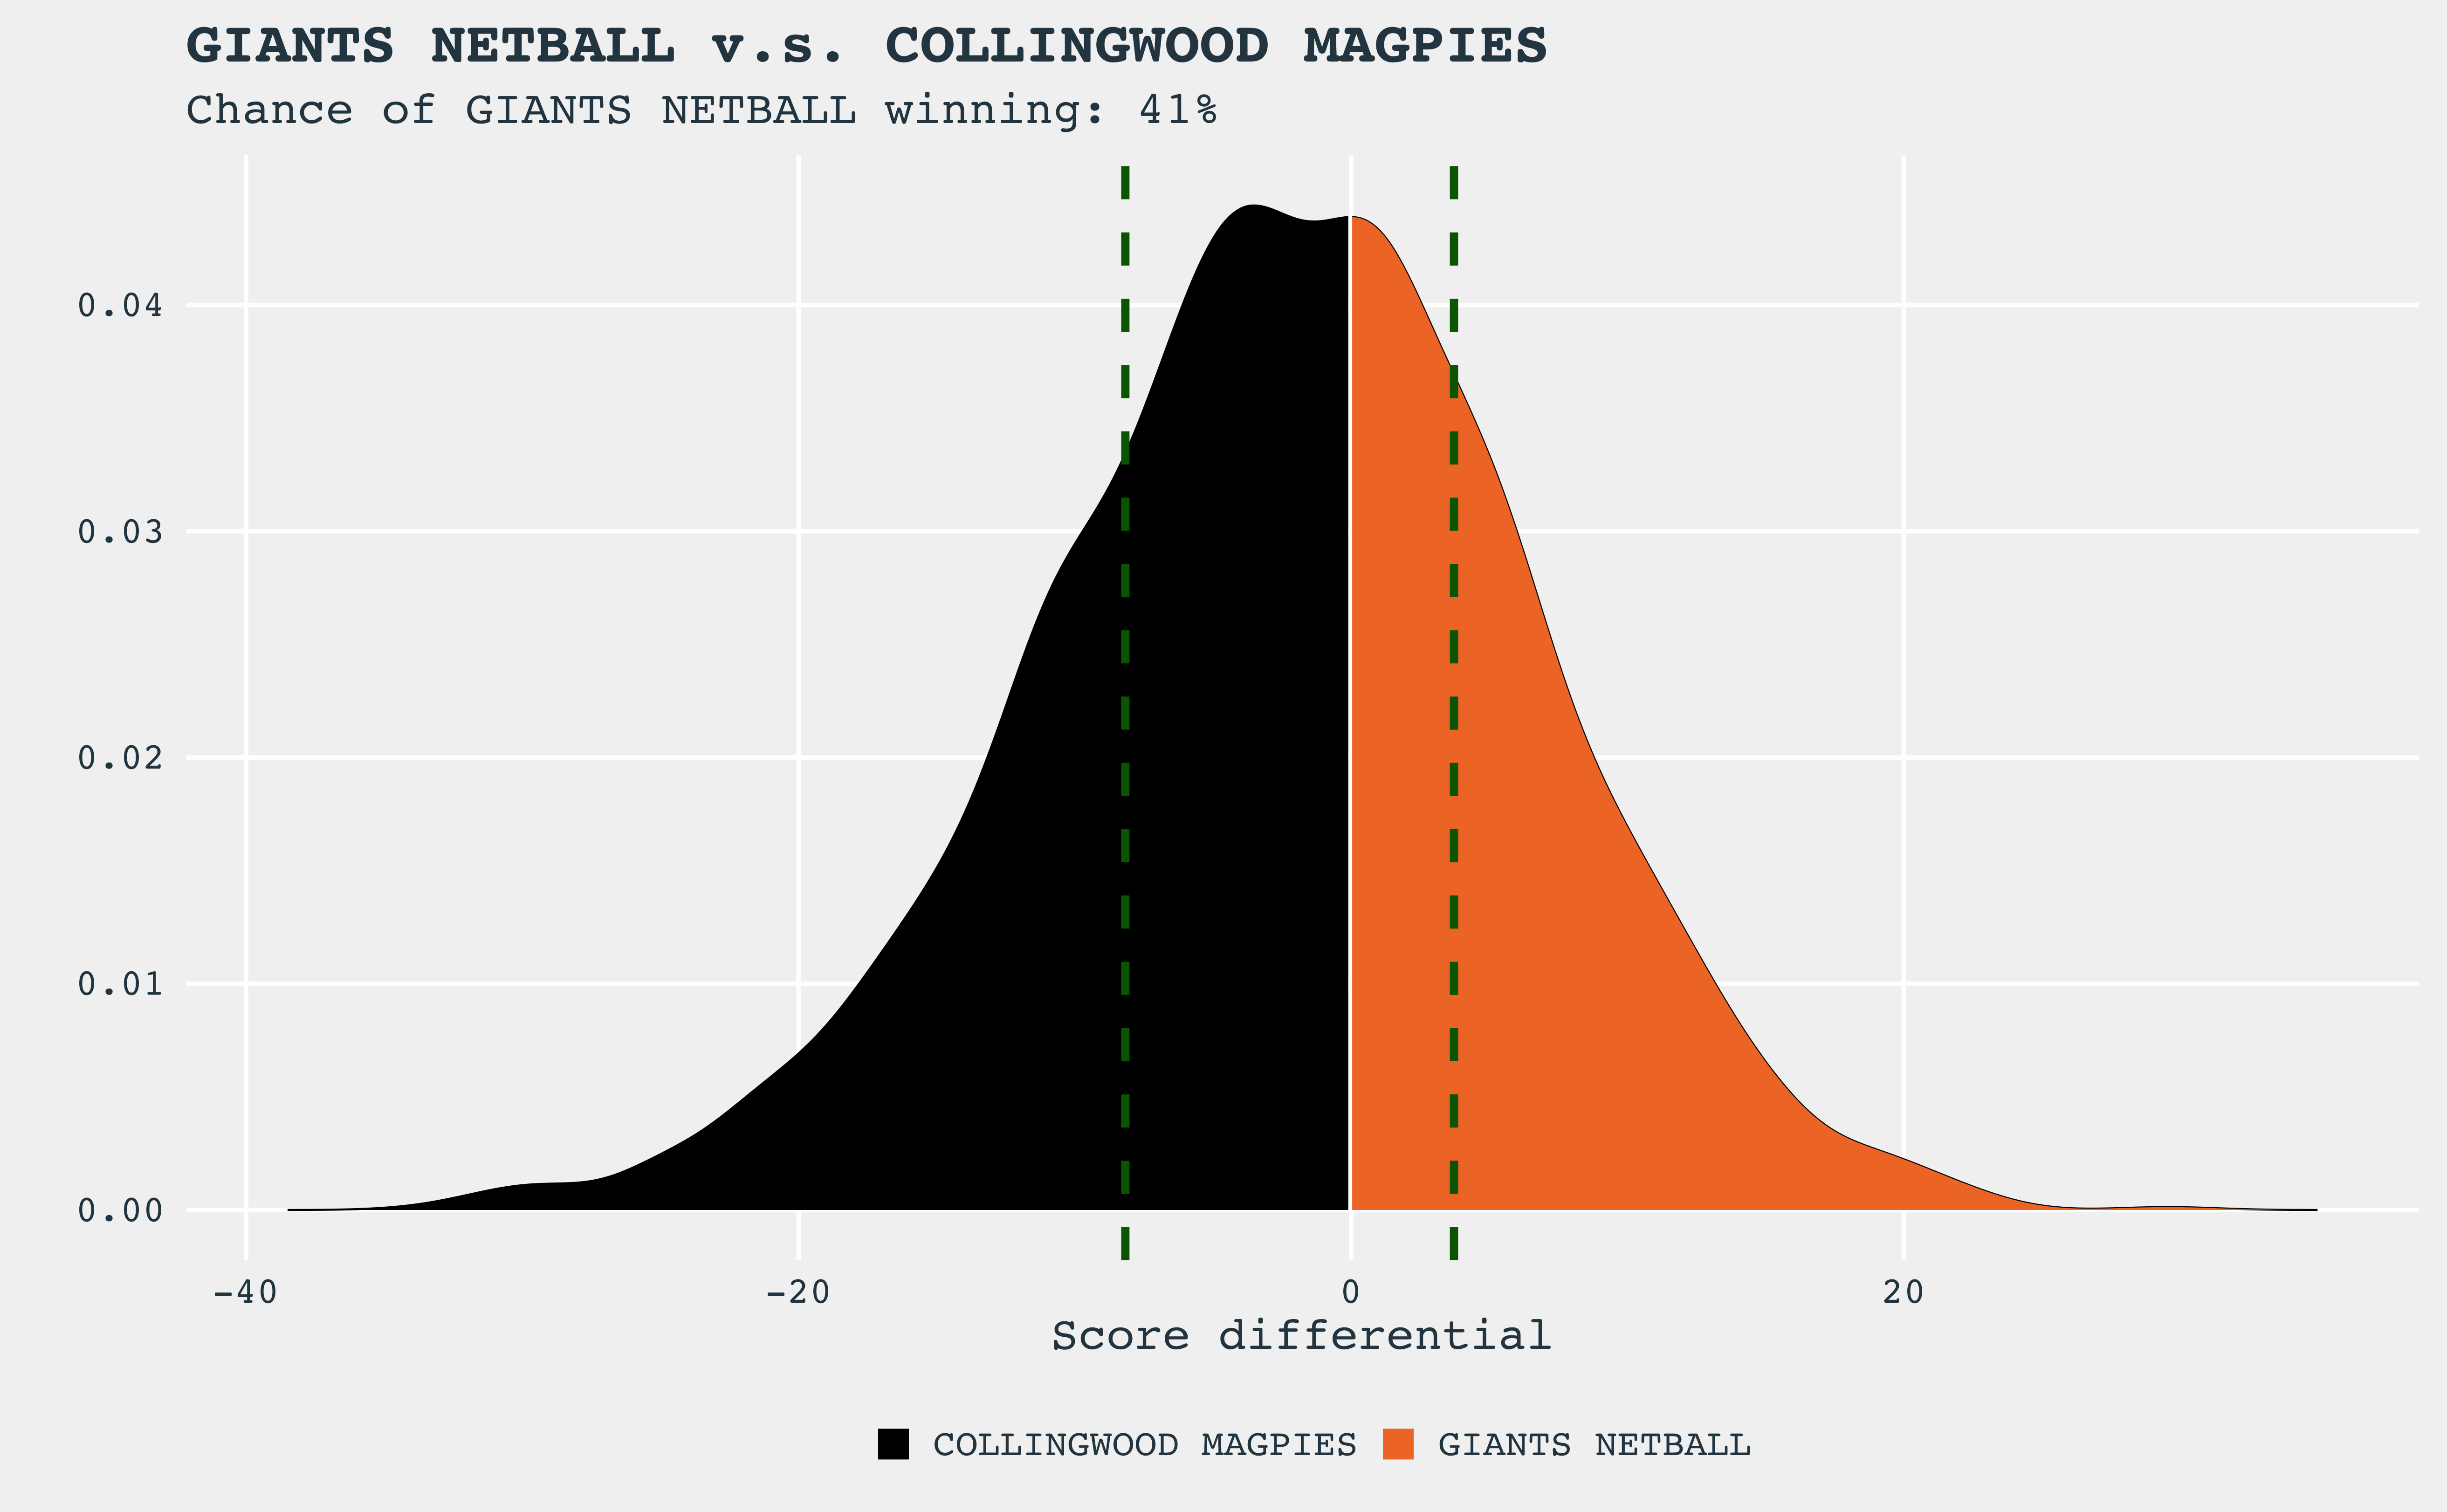 GIANTS NETBALL v.s. COLLINGWOOD MAGPIES
Chance of GIANTS NETBALL winning: 41%
0.04
0.03
0.02
0.01
0.00
-40 -20 0 20
Score differential
COLLINGWOOD MAGPIES GIANTS NETBALL